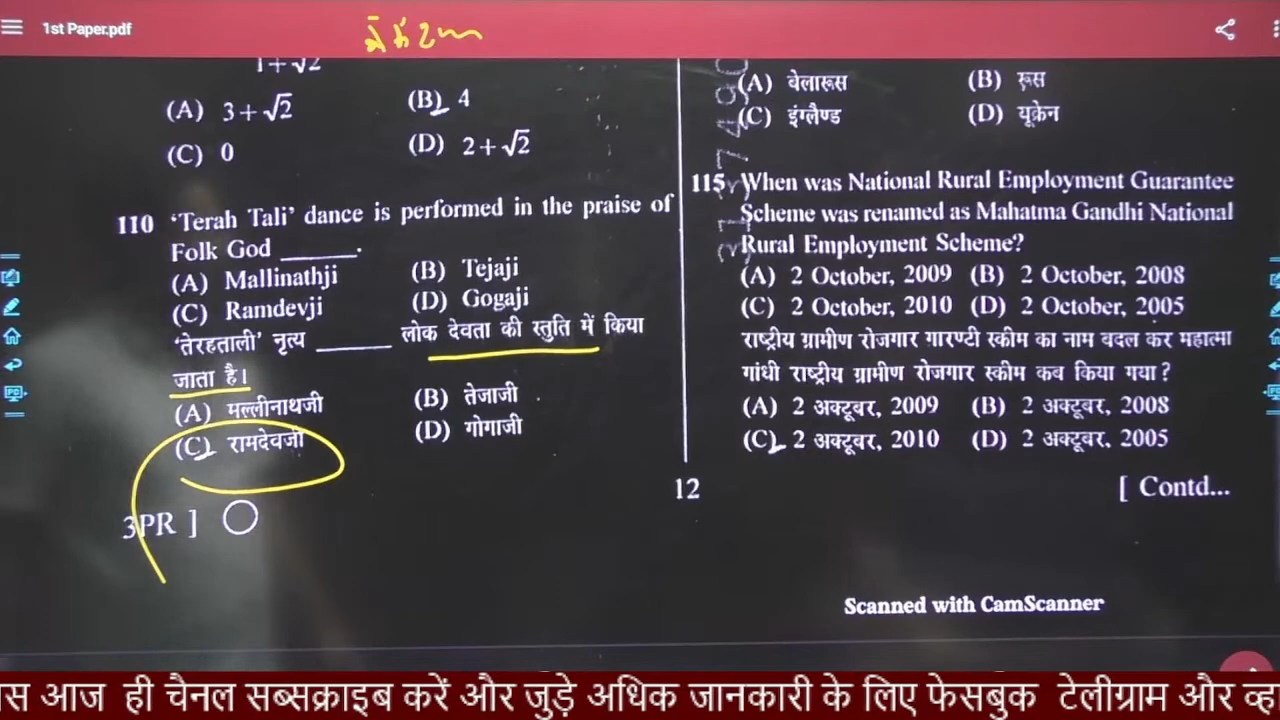 1st Paper.pdf
1+√2
(A) 3+√2 (B) 4
(C) 0 (D) 2+√2
110 ‘Terah Tali’ dance is performed in the praise of
Folk God ______.
(A) Mallinathji (B) Tejaji
(C) Ramdevji (D) Gogaji
‘तेरहताली’ नृत्य ______ लोक देवता की स्तुति में किया
जाता है।
(A) मल्लीनाथजी (B) तेजाजी
(C) रामदेवजी (D) गोगाजी
3PR ]
(A) बेलारूस (B) रूस
(C) इंग्लैण्ड (D) यूक्रेन
115 When was National Rural Employment Guarantee
Scheme was renamed as Mahatma Gandhi National
Rural Employment Scheme?
(A) 2 October, 2009 (B) 2 October, 2008
(C) 2 October, 2010 (D) 2 October, 2005
राष्ट्रीय ग्रामीण रोजगार गारण्टी स्कीम का नाम बदल कर महात्मा
गांधी राष्ट्रीय ग्रामीण रोजगार स्कीम कब किया गया?
(A) 2 अक्टूबर, 2009 (B) 2 अक्टूबर, 2008
(C) 2 अक्टूबर, 2010 (D) 2 अक्टूबर, 2005
12
[ Contd...
Scanned with CamScanner
आज ही चैनल सब्सक्राइब करें और जुड़े अधिक जानकारी के लिए फेसबुक टेलीग्राम और